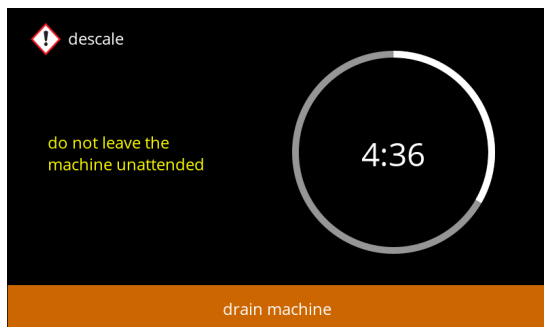 descale
do not leave the
machine unattended
4:36
drain machine